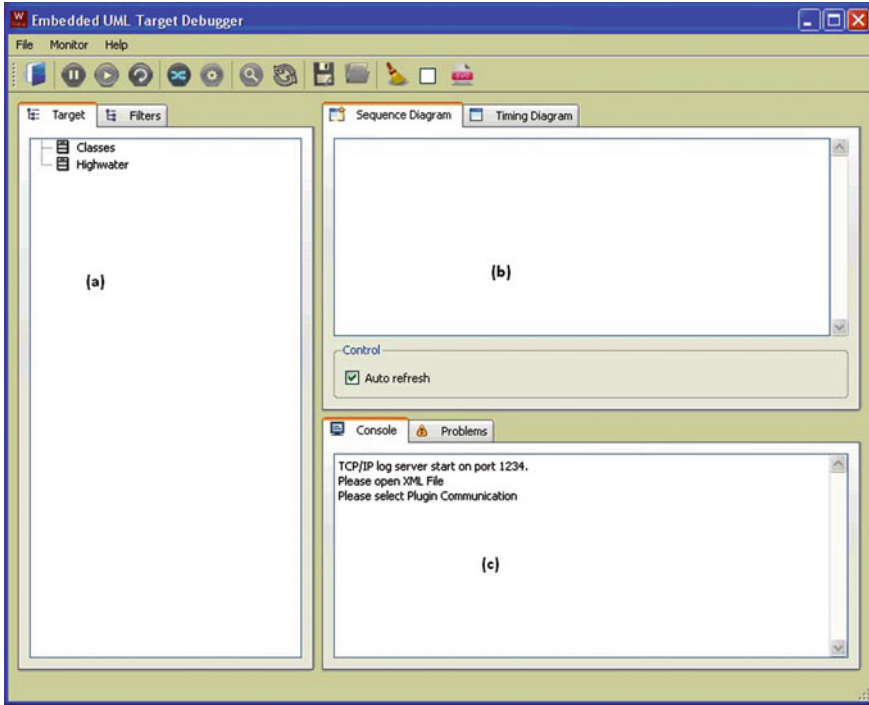 Embedded UML Target Debugger
File Monitor Help
Target Filters
Classes
Highwater
(a)
Sequence Diagram Timing Diagram
(b)
Control
Auto refresh
Console Problems
TCP/IP log server start on port 1234.
Please open XML File
Please select Plugin Communication
(c)